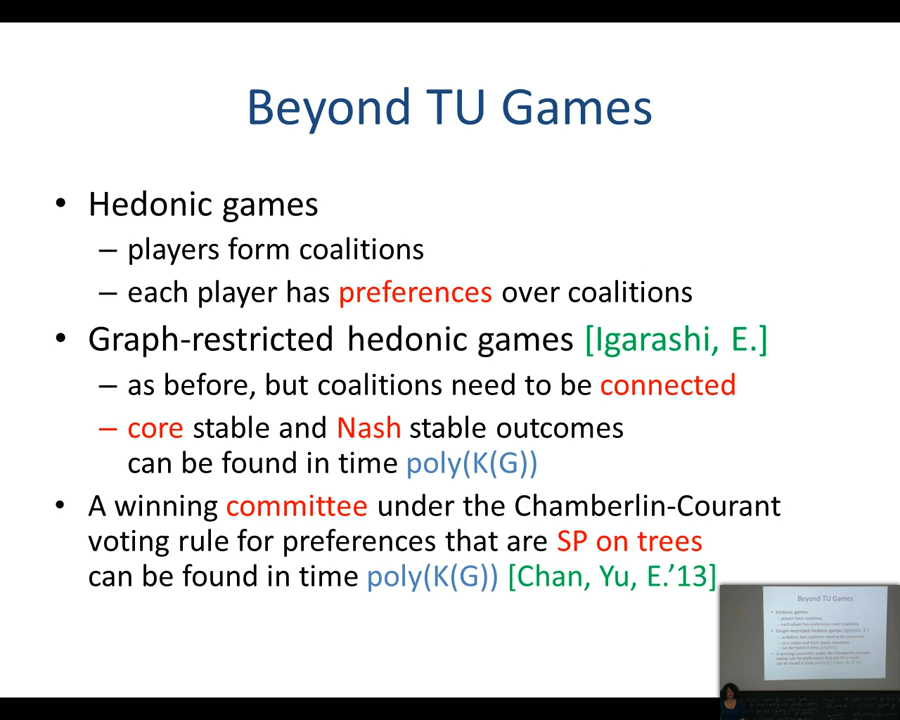 Beyond TU Games
• Hedonic games
– players form coalitions
– each player has preferences over coalitions
• Graph-restricted hedonic games [Igarashi, E.]
– as before, but coalitions need to be connected
– core stable and Nash stable outcomes
can be found in time poly(K(G))
• A winning committee under the Chamberlin-Courant
voting rule for preferences that are SP on trees
can be found in time poly(K(G)) [Chan, Yu, E.’13]
Beyond TU Games